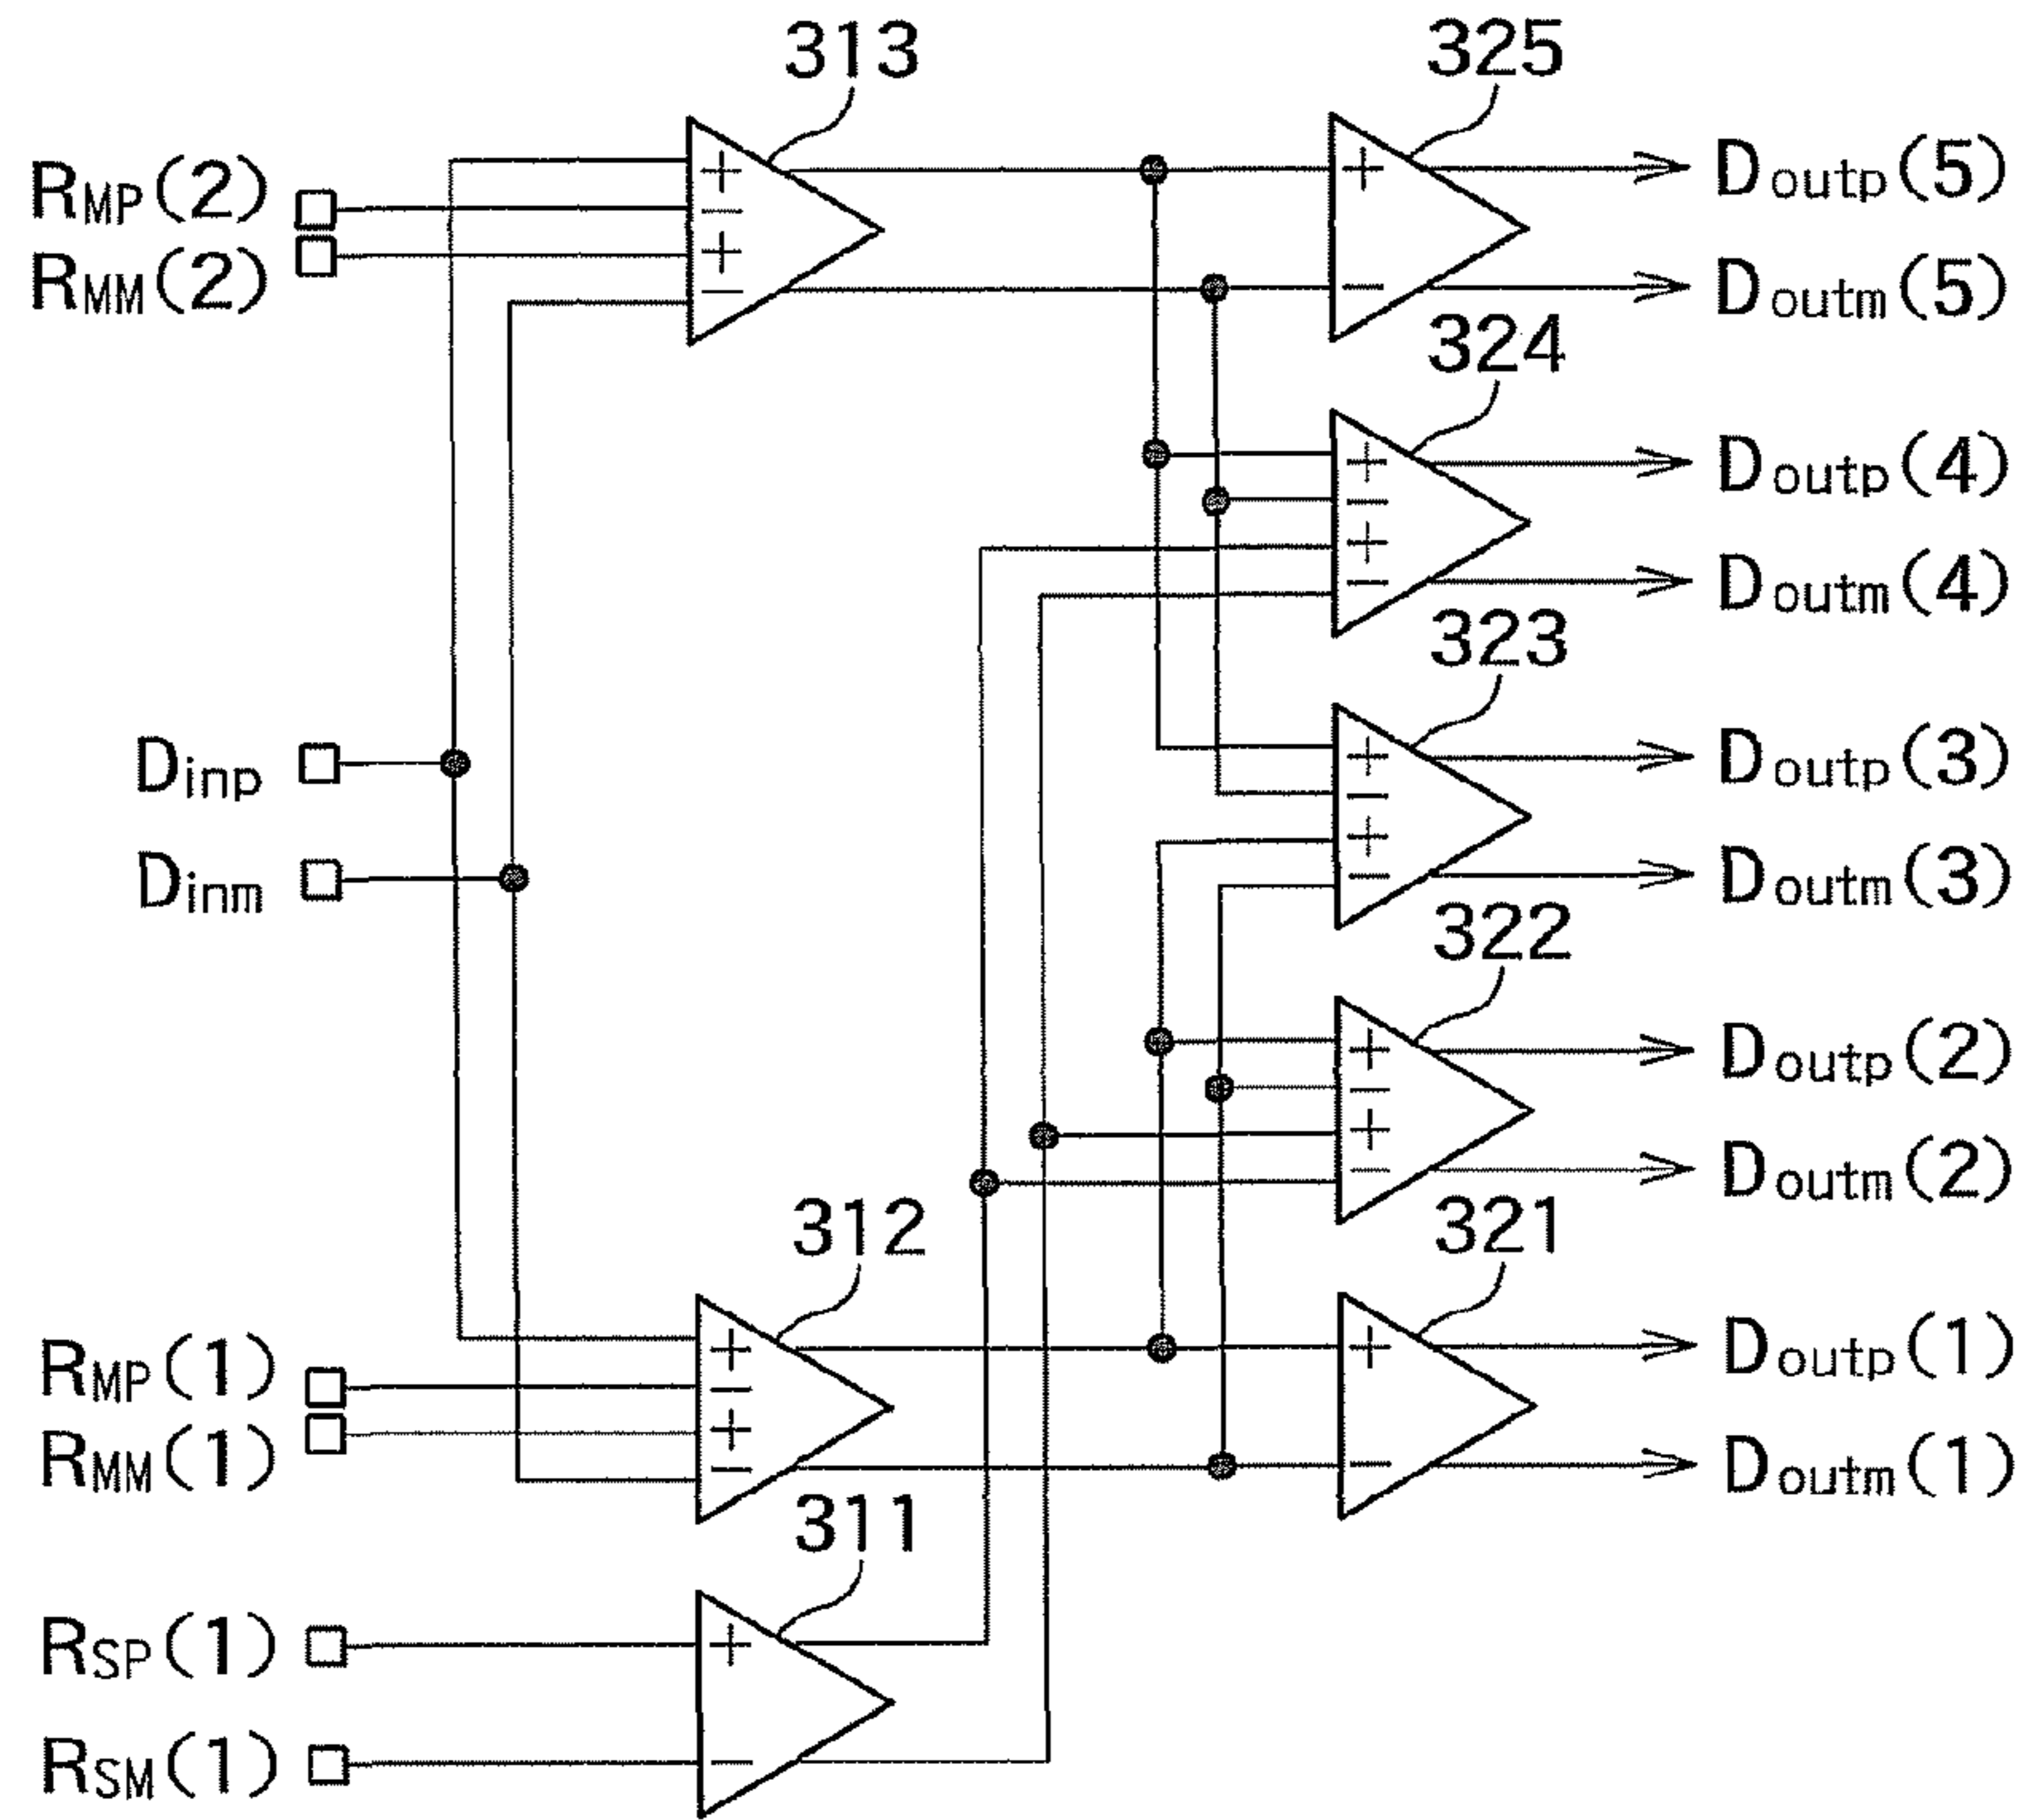 313
325
RMP(2)
RMM(2)
+
−
+
−
+
−
Doutp(5)
Doutm(5)
324
+
−
+
−
Doutp(4)
Doutm(4)
323
Dinp
Dinm
+
−
+
−
Doutp(3)
Doutm(3)
322
+
−
+
−
Doutp(2)
Doutm(2)
312
321
RMP(1)
RMM(1)
+
−
+
−
+
−
Doutp(1)
Doutm(1)
311
RSP(1)
RSM(1)
+
−